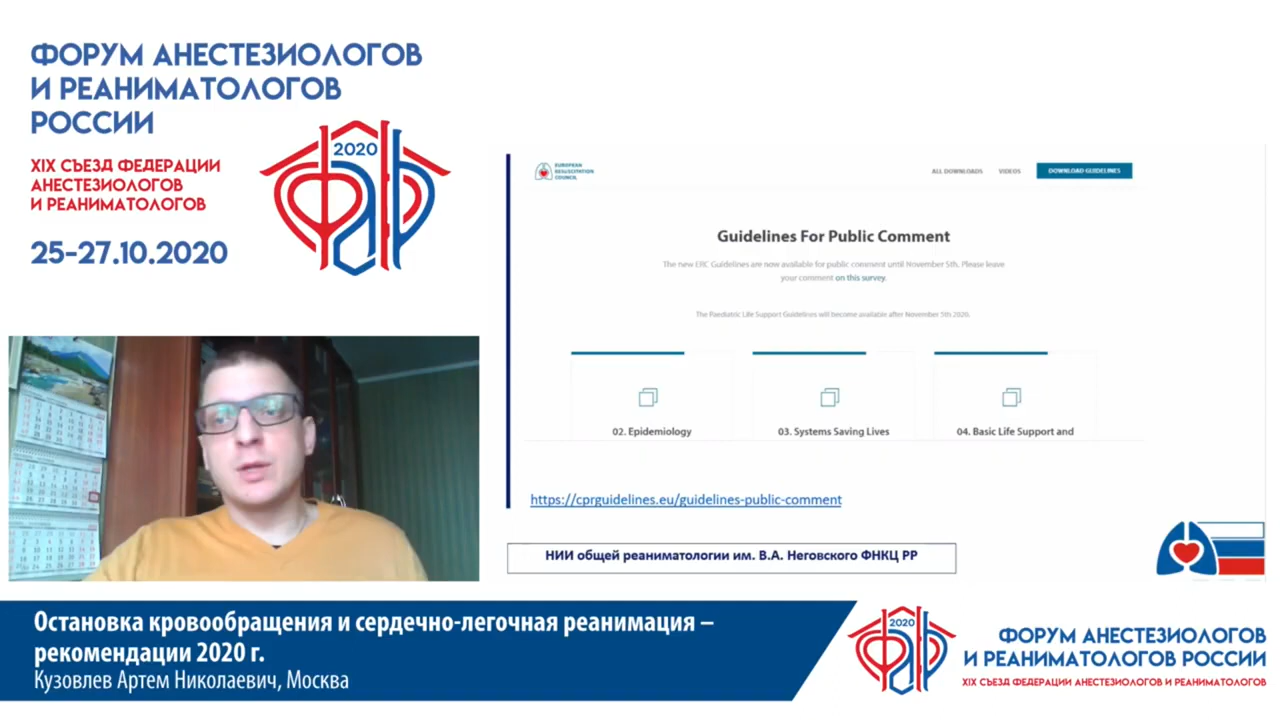 ФОРУМ АНЕСТЕЗИОЛОГОВ
И РЕАНИМАТОЛОГОВ
РОССИИ
XIX СЪЕЗД ФЕДЕРАЦИИ
АНЕСТЕЗИОЛОГОВ
И РЕАНИМАТОЛОГОВ
25-27.10.2020
2020
EUROPEAN
RESUSCITATION
COUNCIL
ALL DOWNLOADS
VIDEOS
DOWNLOAD GUIDELINES
Guidelines For Public Comment
The new ERC Guidelines are now available for public comment until November 5th. Please leave
your comment on this survey.
The Paediatric Life Support Guidelines will become available after November 5th 2020.
02. Epidemiology
03. Systems Saving Lives
04. Basic Life Support and
https://cprguidelines.eu/guidelines-public-comment
НИИ общей реаниматологии им. В.А. Неговского ФНКЦ РР
Остановка кровообращения и сердечно-легочная реанимация –
рекомендации 2020 г.
Кузовлев Артем Николаевич, Москва
2020
ФОРУМ АНЕСТЕЗИОЛОГОВ
И РЕАНИМАТОЛОГОВ РОССИИ
XIX СЪЕЗД ФЕДЕРАЦИИ АНЕСТЕЗИОЛОГОВ И РЕАНИМАТОЛОГОВ